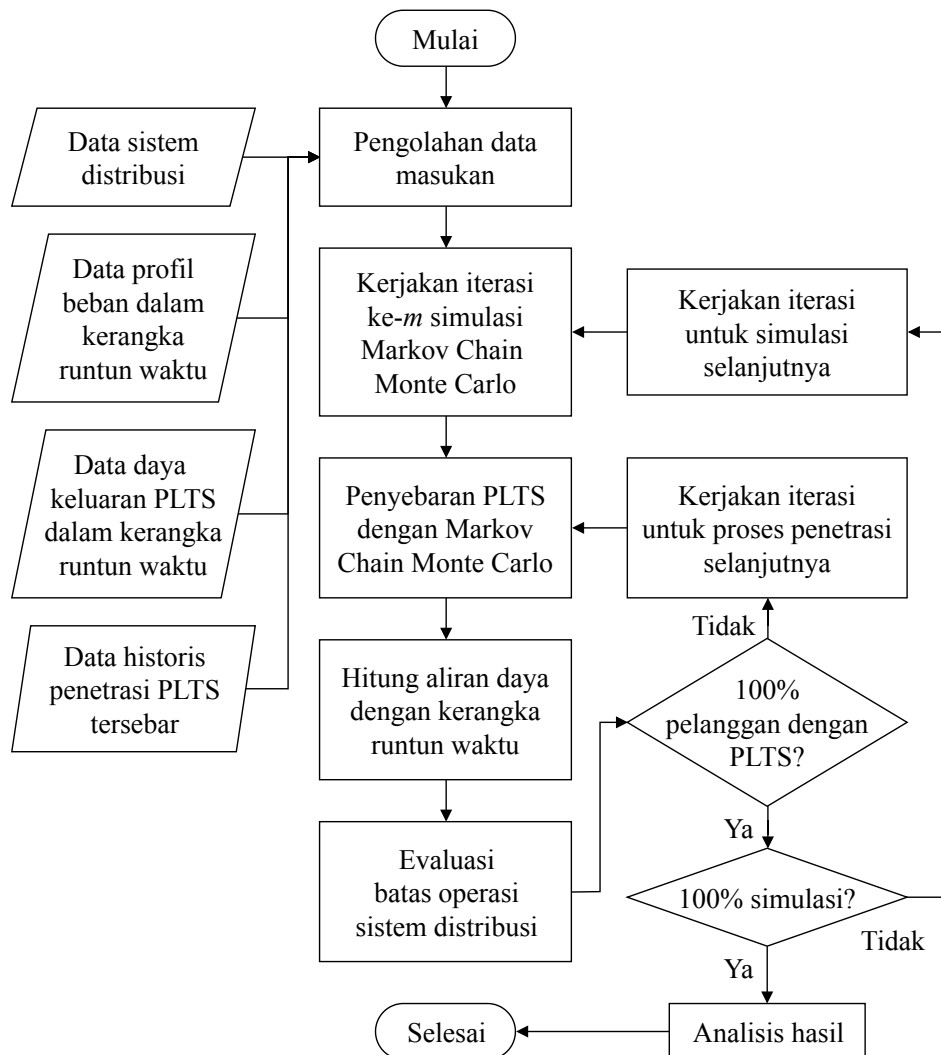 Mulai
Data sistem
distribusi
Pengolahan data
masukan
Data profil
beban dalam
kerangka
runtun waktu
Kerjakan iterasi
ke-m simulasi
Markov Chain
Monte Carlo
Kerjakan iterasi
untuk simulasi
selanjutnya
Data daya
keluaran PLTS
dalam kerangka
runtun waktu
Penyebaran PLTS
dengan Markov
Chain Monte Carlo
Kerjakan iterasi
untuk proses penetrasi
selanjutnya
Tidak
Data historis
penetrasi PLTS
tersebar
Hitung aliran daya
dengan kerangka
runtun waktu
100%
pelanggan dengan
PLTS?
Ya
Evaluasi
batas operasi
sistem distribusi
100% simulasi?
Tidak
Ya
Selesai
Analisis hasil